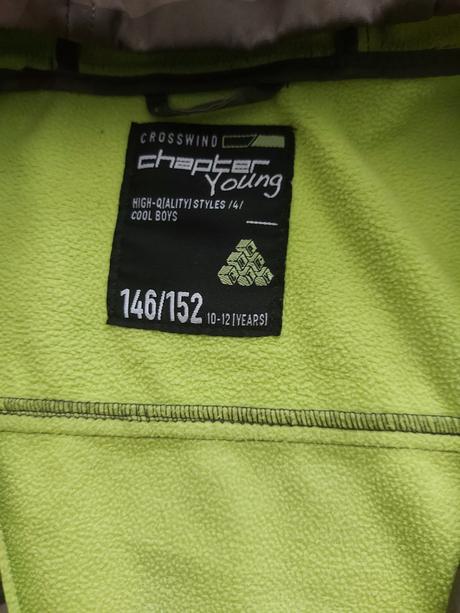 CROSSWIND
chapter
Young
HIGH-Q[ALITY] STYLES /4/
COOL BOYS
146/152 10-12 [YEARS]